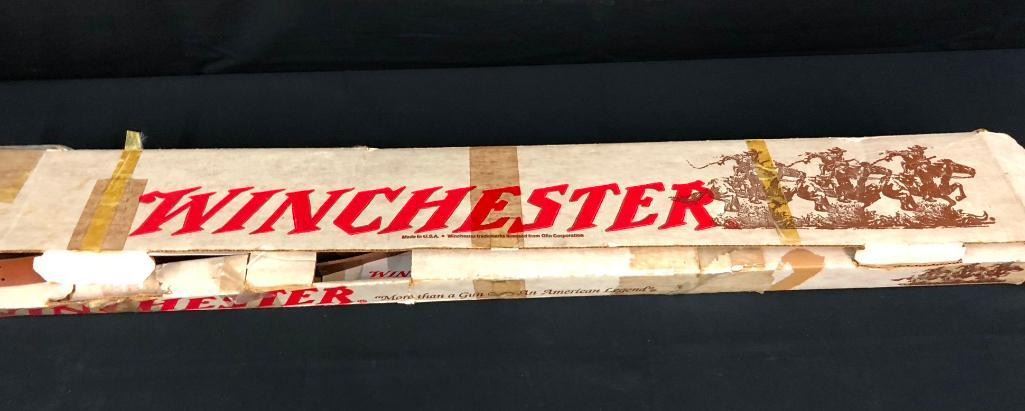 WINCHESTER
Made in U.S.A. • Winchester trademarks licensed from Olin Corporation
WIN
WINCHESTER® "More than a Gun An American Legend"